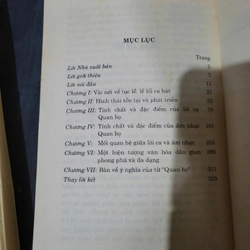 MỤC LỤC
Trang
Lời Nhà xuất bản 5
Lời giới thiệu
Lời nói đầu 11
Chương I: Vài nét về tục lệ, lề lối ca hát 21
Chương II: Hình thái tồn tại và phát triển
Chương III: Tính chất và đặc điểm của lời ca
Quan họ
Chương IV: Tính chất và đặc điểm của âm nhạc
Quan họ
Chương V: Mối quan hệ giữa lời ca và âm nhạc
Chương VI: Một hiện tượng văn hóa dân gian
phong phú và đa dạng
Chương VII: Bàn về ý nghĩa của từ "Quan họ"
Thay lời kết